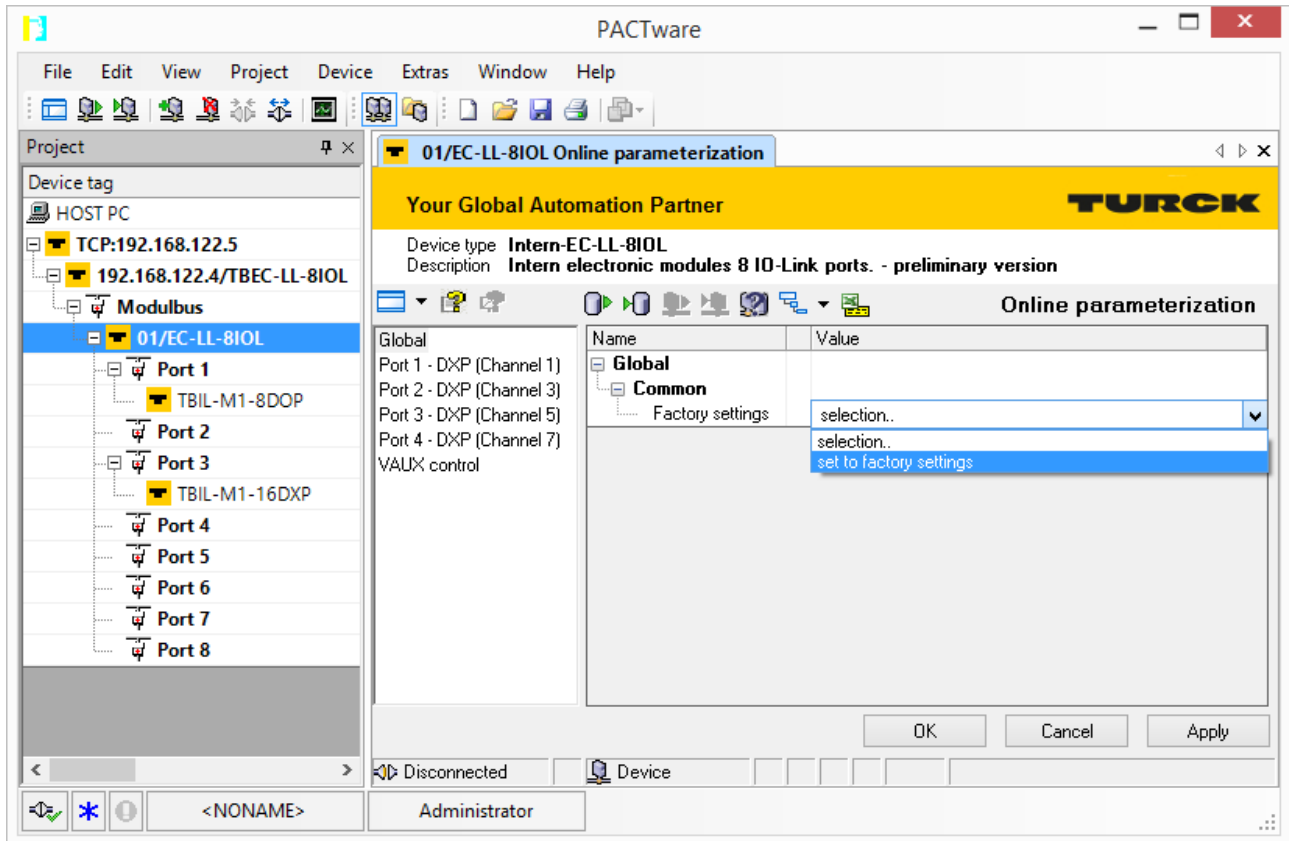 PACTware
File Edit View Project Device Extras Window Help
Project
Device tag
HOST PC
TCP:192.168.122.5
192.168.122.4/TBEC-LL-8IOL
Modulbus
01/EC-LL-8IOL
Port 1
TBIL-M1-8DOP
Port 2
Port 3
TBIL-M1-16DXP
Port 4
Port 5
Port 6
Port 7
Port 8
01/EC-LL-8IOL Online parameterization
Your Global Automation Partner
TURCK
Device type Intern-EC-LL-8IOL
Description Intern electronic modules 8 IO-Link ports. - preliminary version
Online parameterization
Global
Port 1 - DXP (Channel 1)
Port 2 - DXP (Channel 3)
Port 3 - DXP (Channel 5)
Port 4 - DXP (Channel 7)
VAUX control
Name Value
Global
Common
Factory settings selection..
selection..
set to factory settings
OK Cancel Apply
Disconnected Device
<NONAME> Administrator